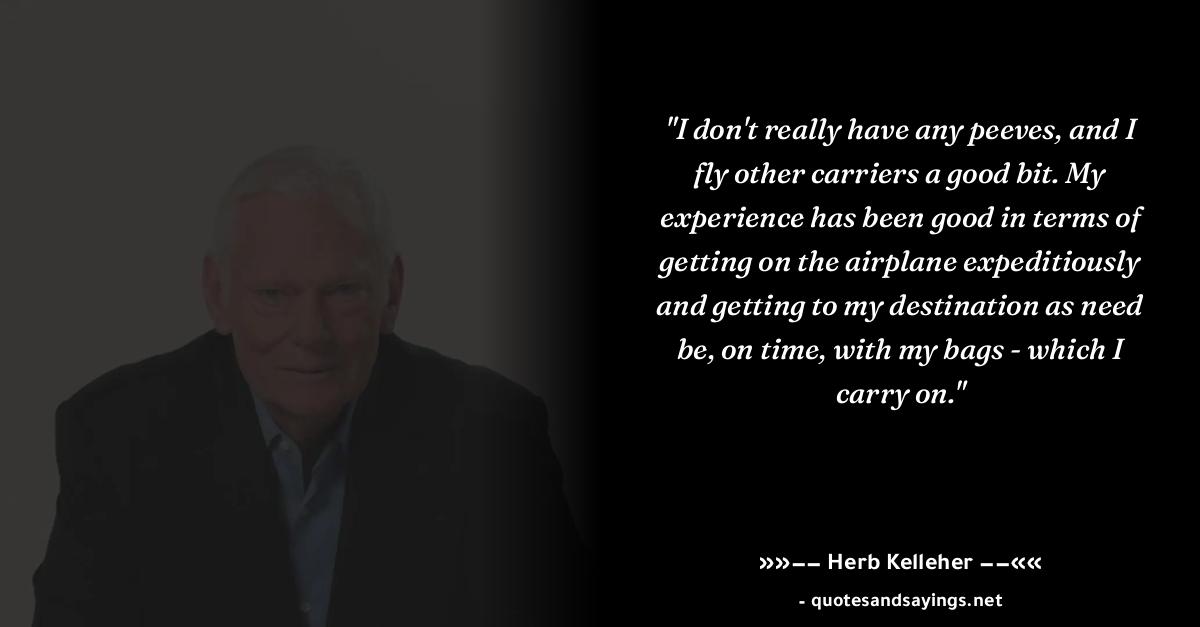 "I don't really have any peeves, and I
fly other carriers a good bit. My
experience has been good in terms of
getting on the airplane expeditiously
and getting to my destination as need
be, on time, with my bags - which I
carry on."
»»−− Herb Kelleher −−««
- quotesandsayings.net